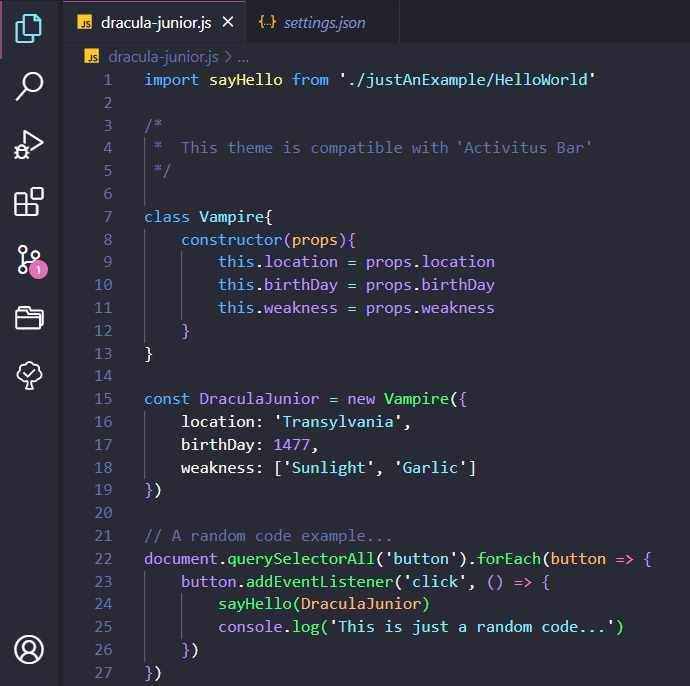 JS dracula-junior.js × {..} settings.json
JS dracula-junior.js > ...
1 import sayHello from './justAnExample/HelloWorld'
2
3 /*
4  *  This theme is compatible with 'Activitus Bar'
5  */
6
7 class Vampire{
8     constructor(props){
9         this.location = props.location
10         this.birthDay = props.birthDay
11         this.weakness = props.weakness
12     }
13 }
14
15 const DraculaJunior = new Vampire({
16     location: 'Transylvania',
17     birthDay: 1477,
18     weakness: ['Sunlight', 'Garlic']
19 })
20
21 // A random code example...
22 document.querySelectorAll('button').forEach(button => {
23     button.addEventListener('click', () => {
24         sayHello(DraculaJunior)
25         console.log('This is just a random code...')
26     })
27 })
1